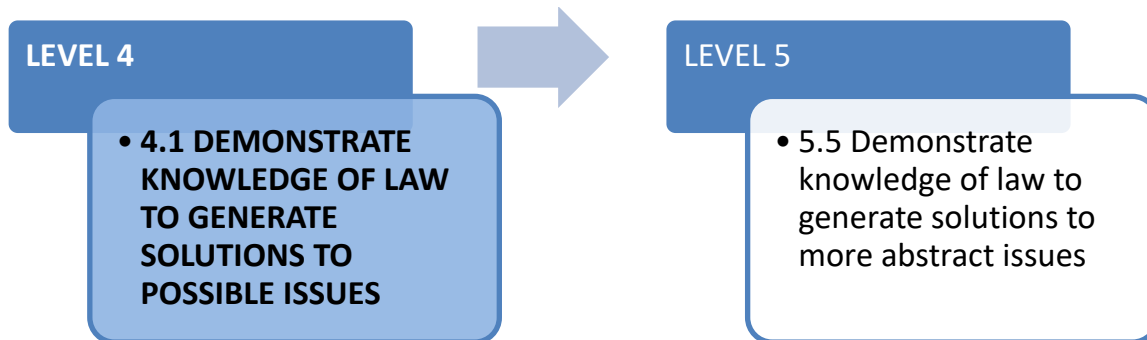 LEVEL 4
• 4.1 DEMONSTRATE
KNOWLEDGE OF LAW
TO GENERATE
SOLUTIONS TO
POSSIBLE ISSUES
LEVEL 5
• 5.5 Demonstrate
knowledge of law to
generate solutions to
more abstract issues